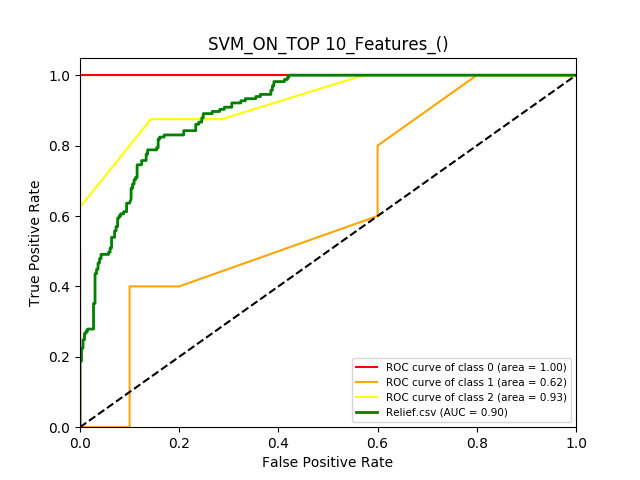 SVM_ON_TOP 10_Features_()
True Positive Rate
1.0
0.8
0.6
0.4
0.2
0.0
ROC curve of class 0 (area = 1.00)
ROC curve of class 1 (area = 0.62)
ROC curve of class 2 (area = 0.93)
Relief.csv (AUC = 0.90)
0.0 0.2 0.4 0.6 0.8 1.0
False Positive Rate